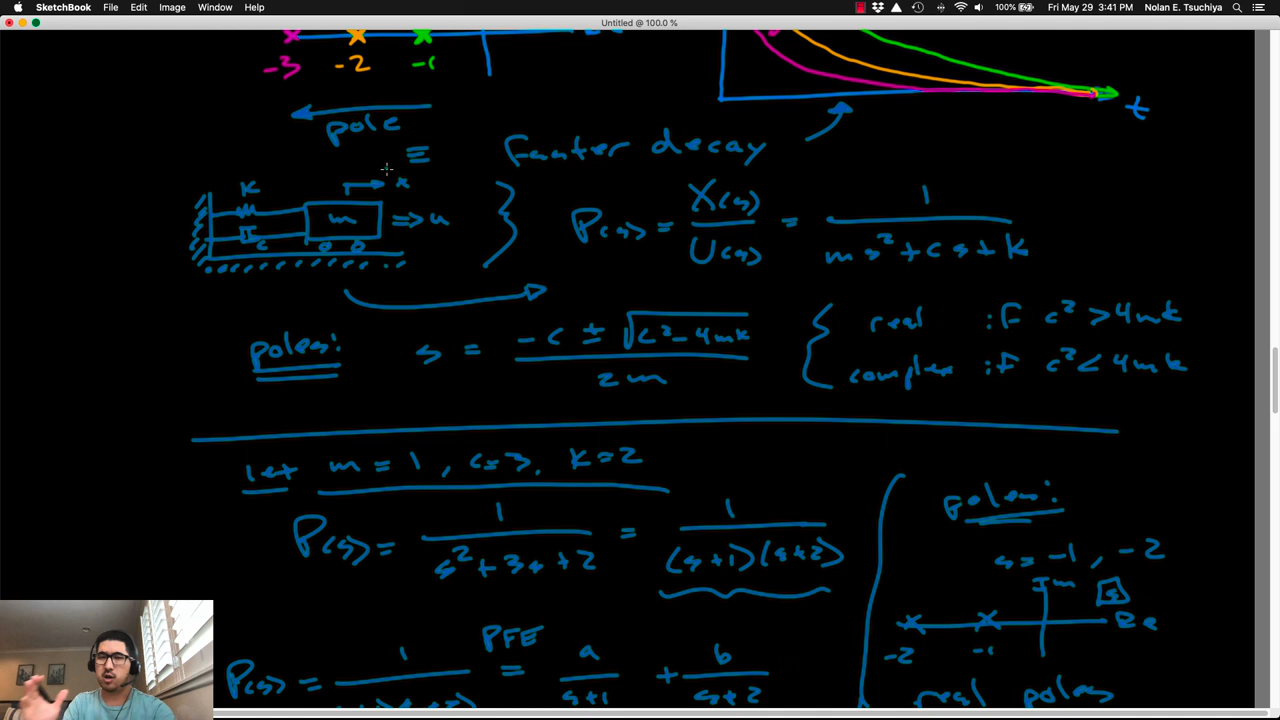 SketchBook File Edit Image Window Help 100% Fri May 29 3:41 PM Nolan E. Tsuchiya
Untitled @ 100.0 %
-3 -2 -1
t
pole
≡ Faster decay
K x
m => u
c
P(s) = X(s) / U(s) = 1 / (ms² + cs + k)
poles: s = (-c ± √(c² - 4mk)) / 2m
real if c² > 4mk
complex if c² < 4mk
let m = 1, c=3, K=2
P(s) = 1 / (s² + 3s + 2) = 1 / ((s+1)(s+2))
poles:
s = -1, -2
Im s
Re
-2 -1
real poles
PFE
P(s) = 1 = a / (s+1) + b / (s+2)